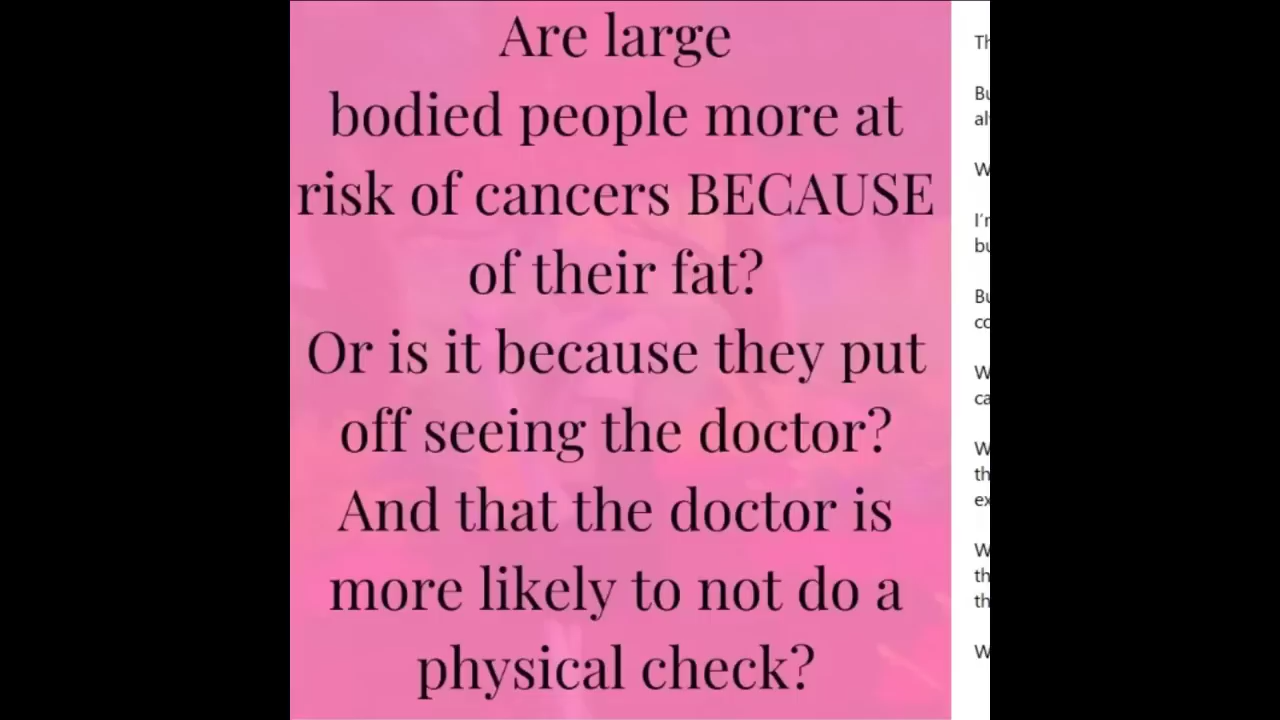 Are large
bodied people more at
risk of cancers BECAUSE
of their fat?
Or is it because they put
off seeing the doctor?
And that the doctor is
more likely to not do a
physical check?